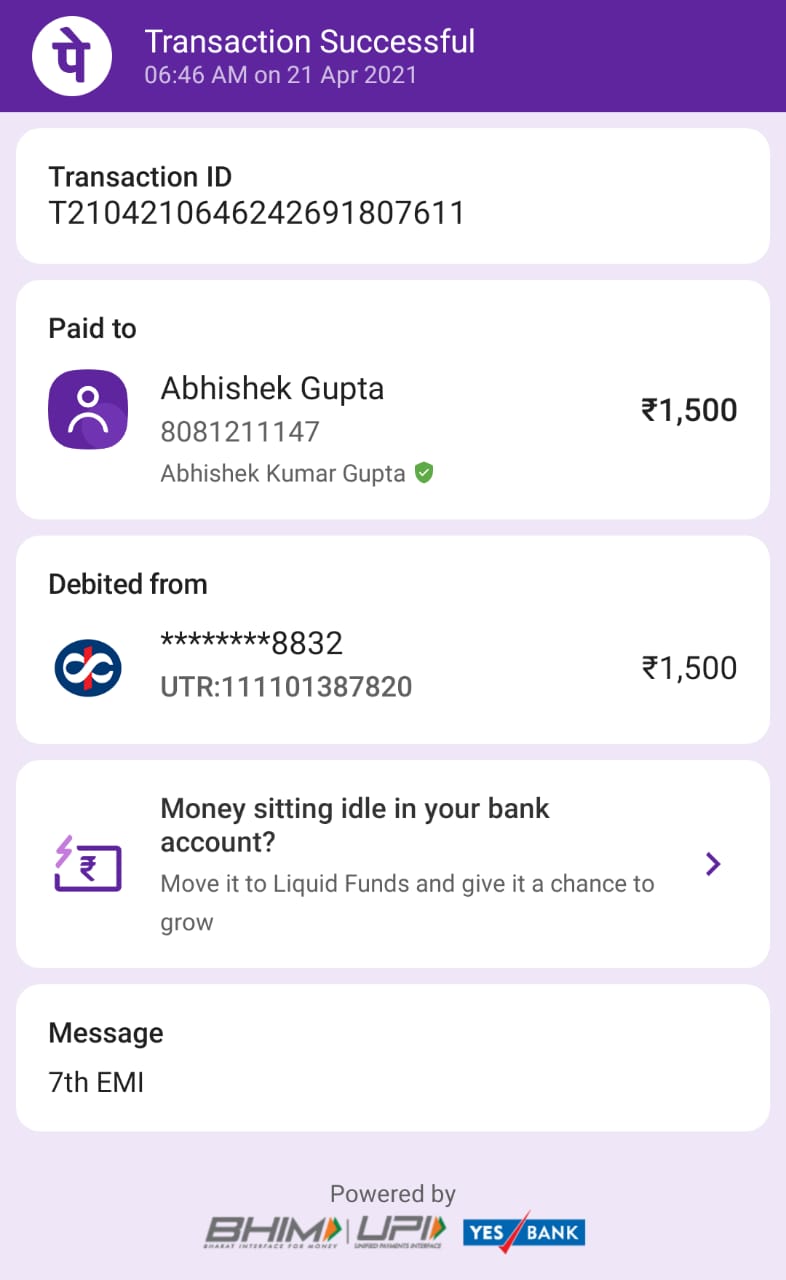 पे
Transaction Successful
06:46 AM on 21 Apr 2021
Transaction ID
T2104210646242691807611
Paid to
Abhishek Gupta
8081211147
Abhishek Kumar Gupta
₹1,500
Debited from
********8832
UTR:111101387820
₹1,500
Money sitting idle in your bank
account?
₹
Move it to Liquid Funds and give it a chance to
grow
Message
7th EMI
Powered by
BHIM UPI YES BANK
BHARAT INTERFACE FOR MONEY UNIFIED PAYMENTS INTERFACE